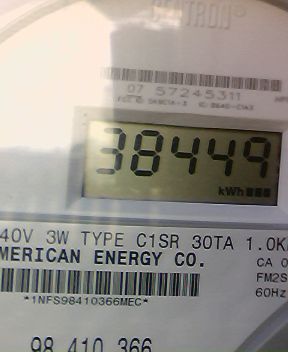 CENTRON®
07 57245311
38449
kWh
40V 3W TYPE C1SR 30TA 1.0K
MERICAN ENERGY CO.
CA 0
FM2S
60Hz
*1NFS98410366MEC*
98 410 366